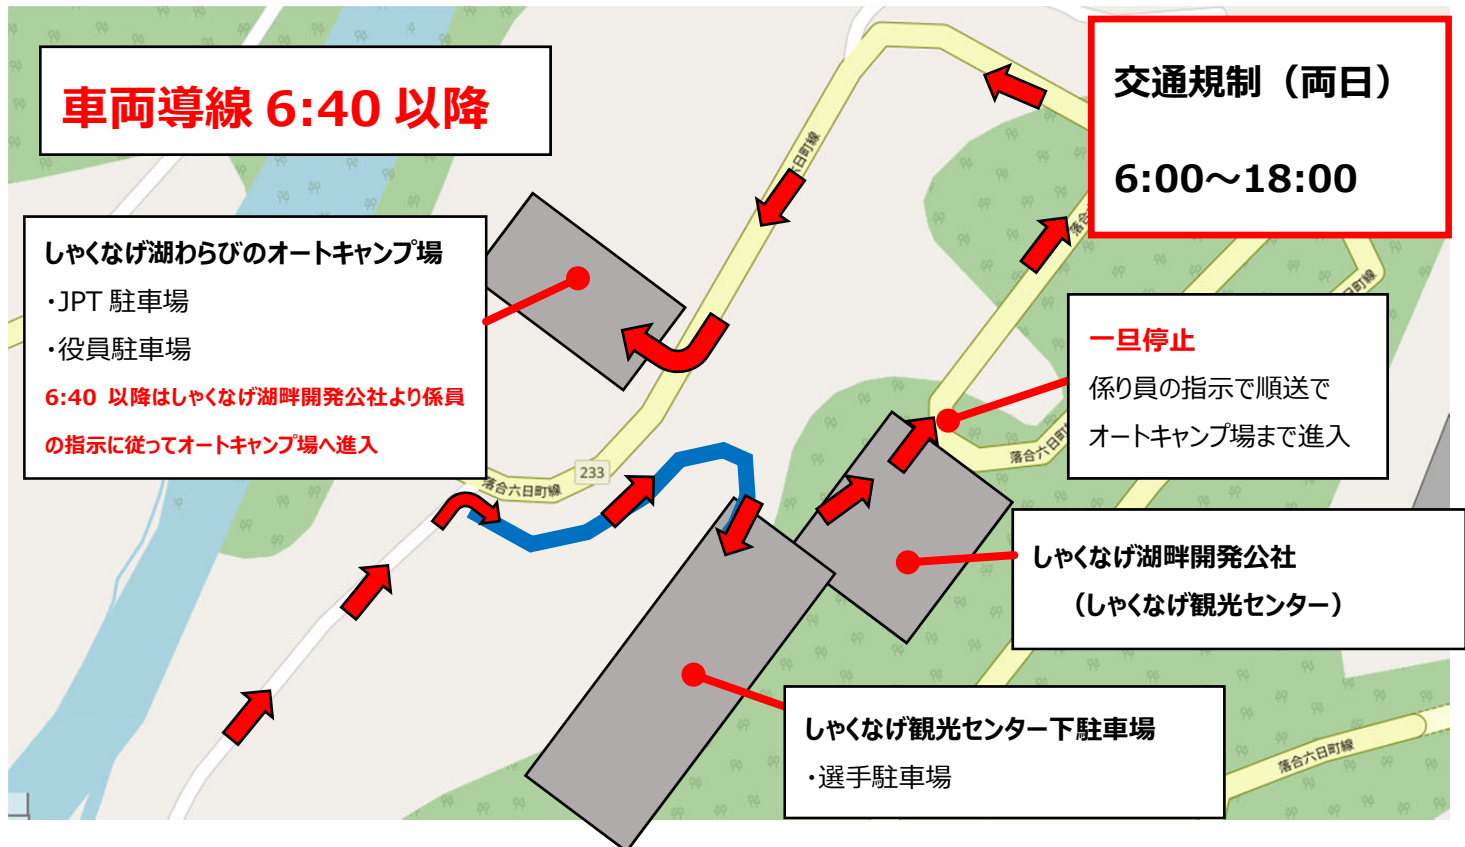 車両導線 6:40 以降
交通規制（両日）
6:00～18:00
しゃくなげ湖わらびのオートキャンプ場
・JPT 駐車場
・役員駐車場
6:40 以降はしゃくなげ湖畔開発公社より係員
の指示に従ってオートキャンプ場へ進入
一旦停止
係り員の指示で順送で
オートキャンプ場まで進入
しゃくなげ湖畔開発公社
（しゃくなげ観光センター）
しゃくなげ観光センター下駐車場
・選手駐車場
六日町線
落合
日町線
落合六日町
233
落合六日町線
落合六日町線